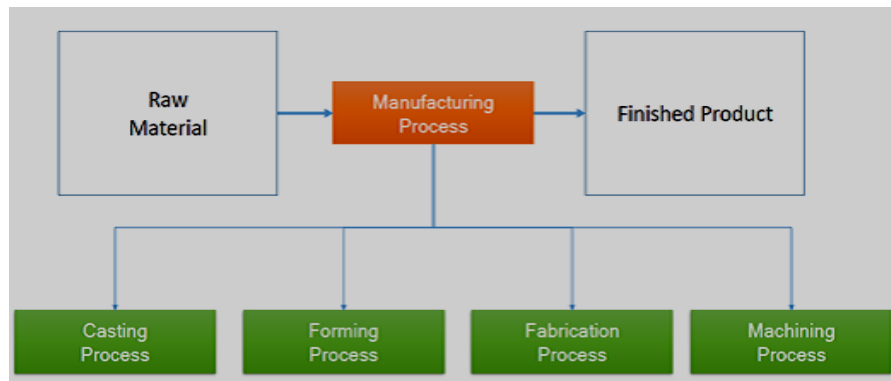 Raw
Material
Manufacturing
Process
Finished Product
Casting
Process
Forming
Process
Fabrication
Process
Machining
Process